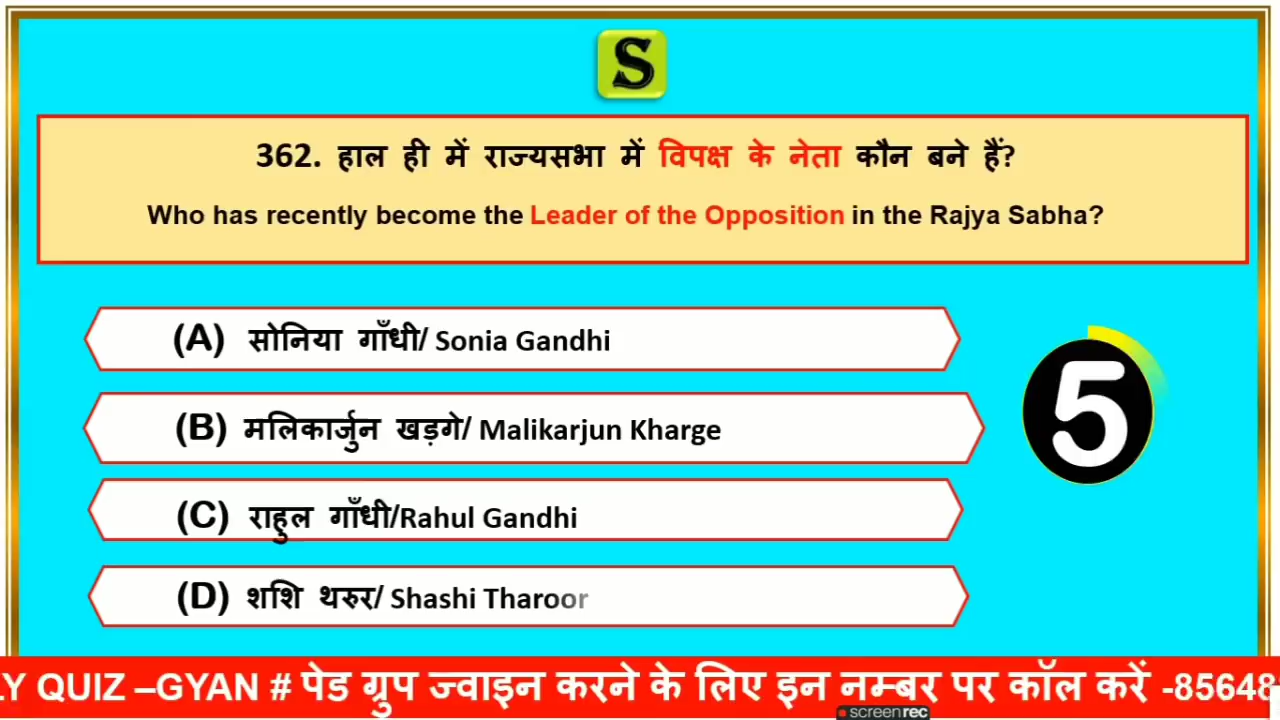 S
362. हाल ही में राज्यसभा में विपक्ष के नेता कौन बने हैं?
Who has recently become the Leader of the Opposition in the Rajya Sabha?
(A) सोनिया गाँधी/ Sonia Gandhi
(B) मलिकार्जुन खड़गे/ Malikarjun Kharge
5
(C) राहुल गाँधी/Rahul Gandhi
(D) शशि थरुर/ Shashi Tharoor
LY QUIZ –GYAN # पेड ग्रुप ज्वाइन करने के लिए इन नम्बर पर कॉल करें -85648
screenrec